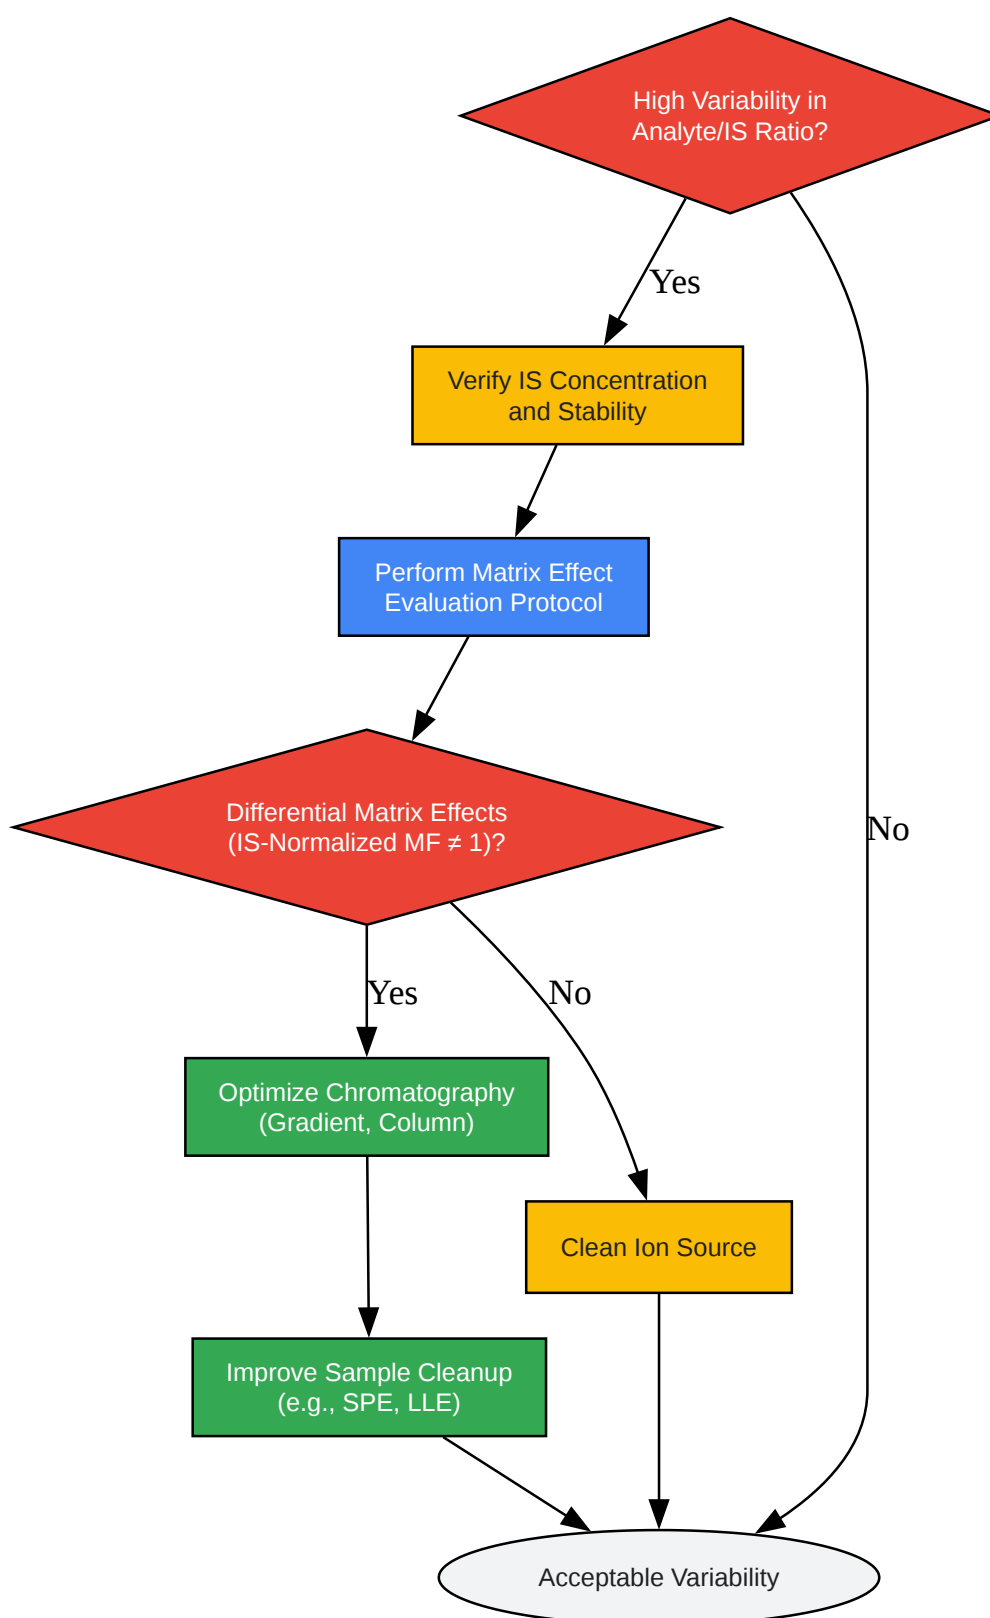 High Variability in
Analyte/IS Ratio?
Yes
Verify IS Concentration
and Stability
Perform Matrix Effect
Evaluation Protocol
Differential Matrix Effects
(IS-Normalized MF ≠ 1)?
No
Yes
No
Optimize Chromatography
(Gradient, Column)
Clean Ion Source
Improve Sample Cleanup
(e.g., SPE, LLE)
Acceptable Variability